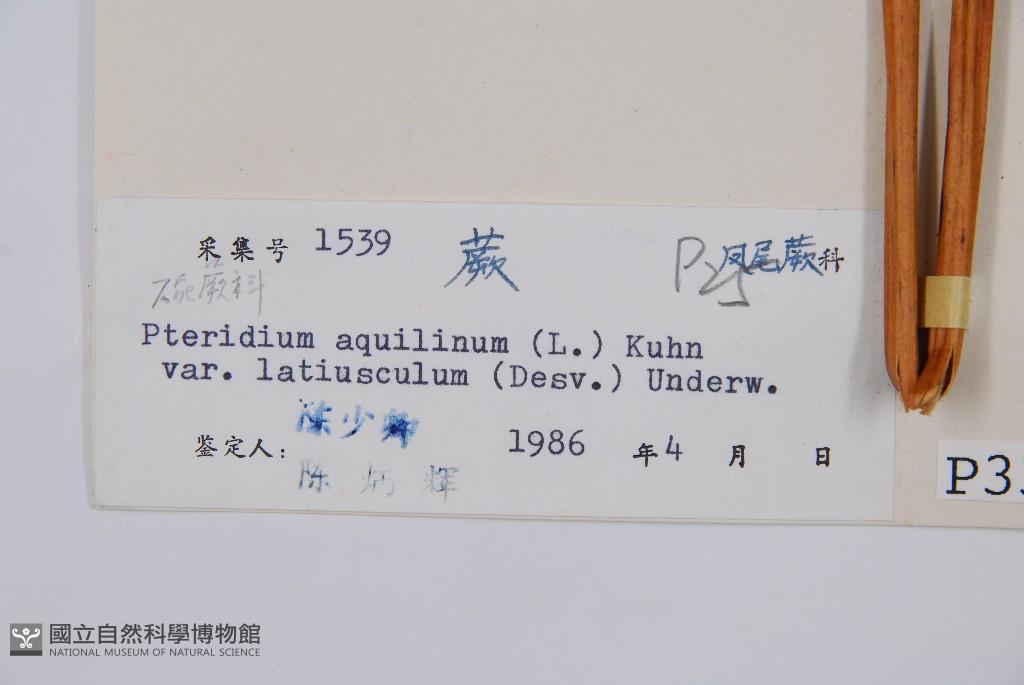 采集号 1539 蕨 P25 凤尾蕨科
碗蕨科
Pteridium aquilinum (L.) Kuhn
var. latiusculum (Desv.) Underw.
陈少卿
鉴定人: 1986 年 4 月 日
陈炳辉
P33
國立自然科學博物館
NATIONAL MUSEUM OF NATURAL SCIENCE